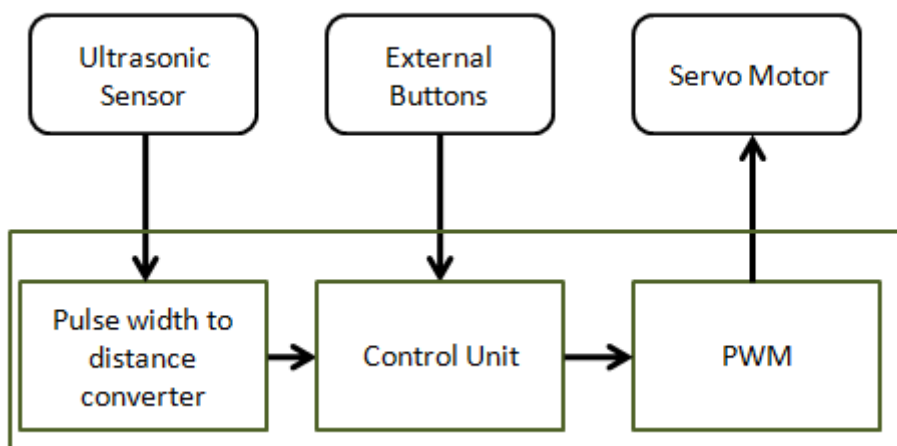 Ultrasonic
Sensor
External
Buttons
Servo Motor
Pulse width to
distance
converter
Control Unit
PWM